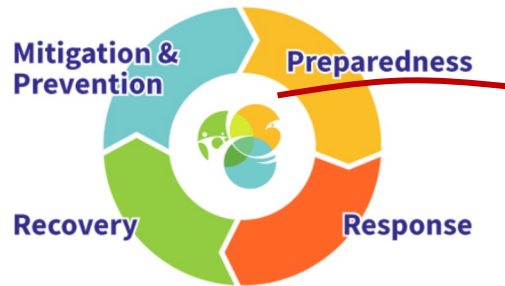 Mitigation &
Prevention
Preparedness
Recovery
Response